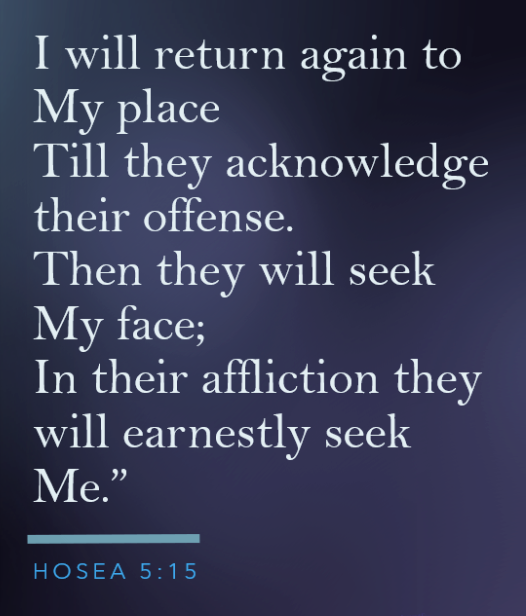 I will return again to
My place
Till they acknowledge
their offense.
Then they will seek
My face;
In their affliction they
will earnestly seek
Me.”
HOSEA 5:15